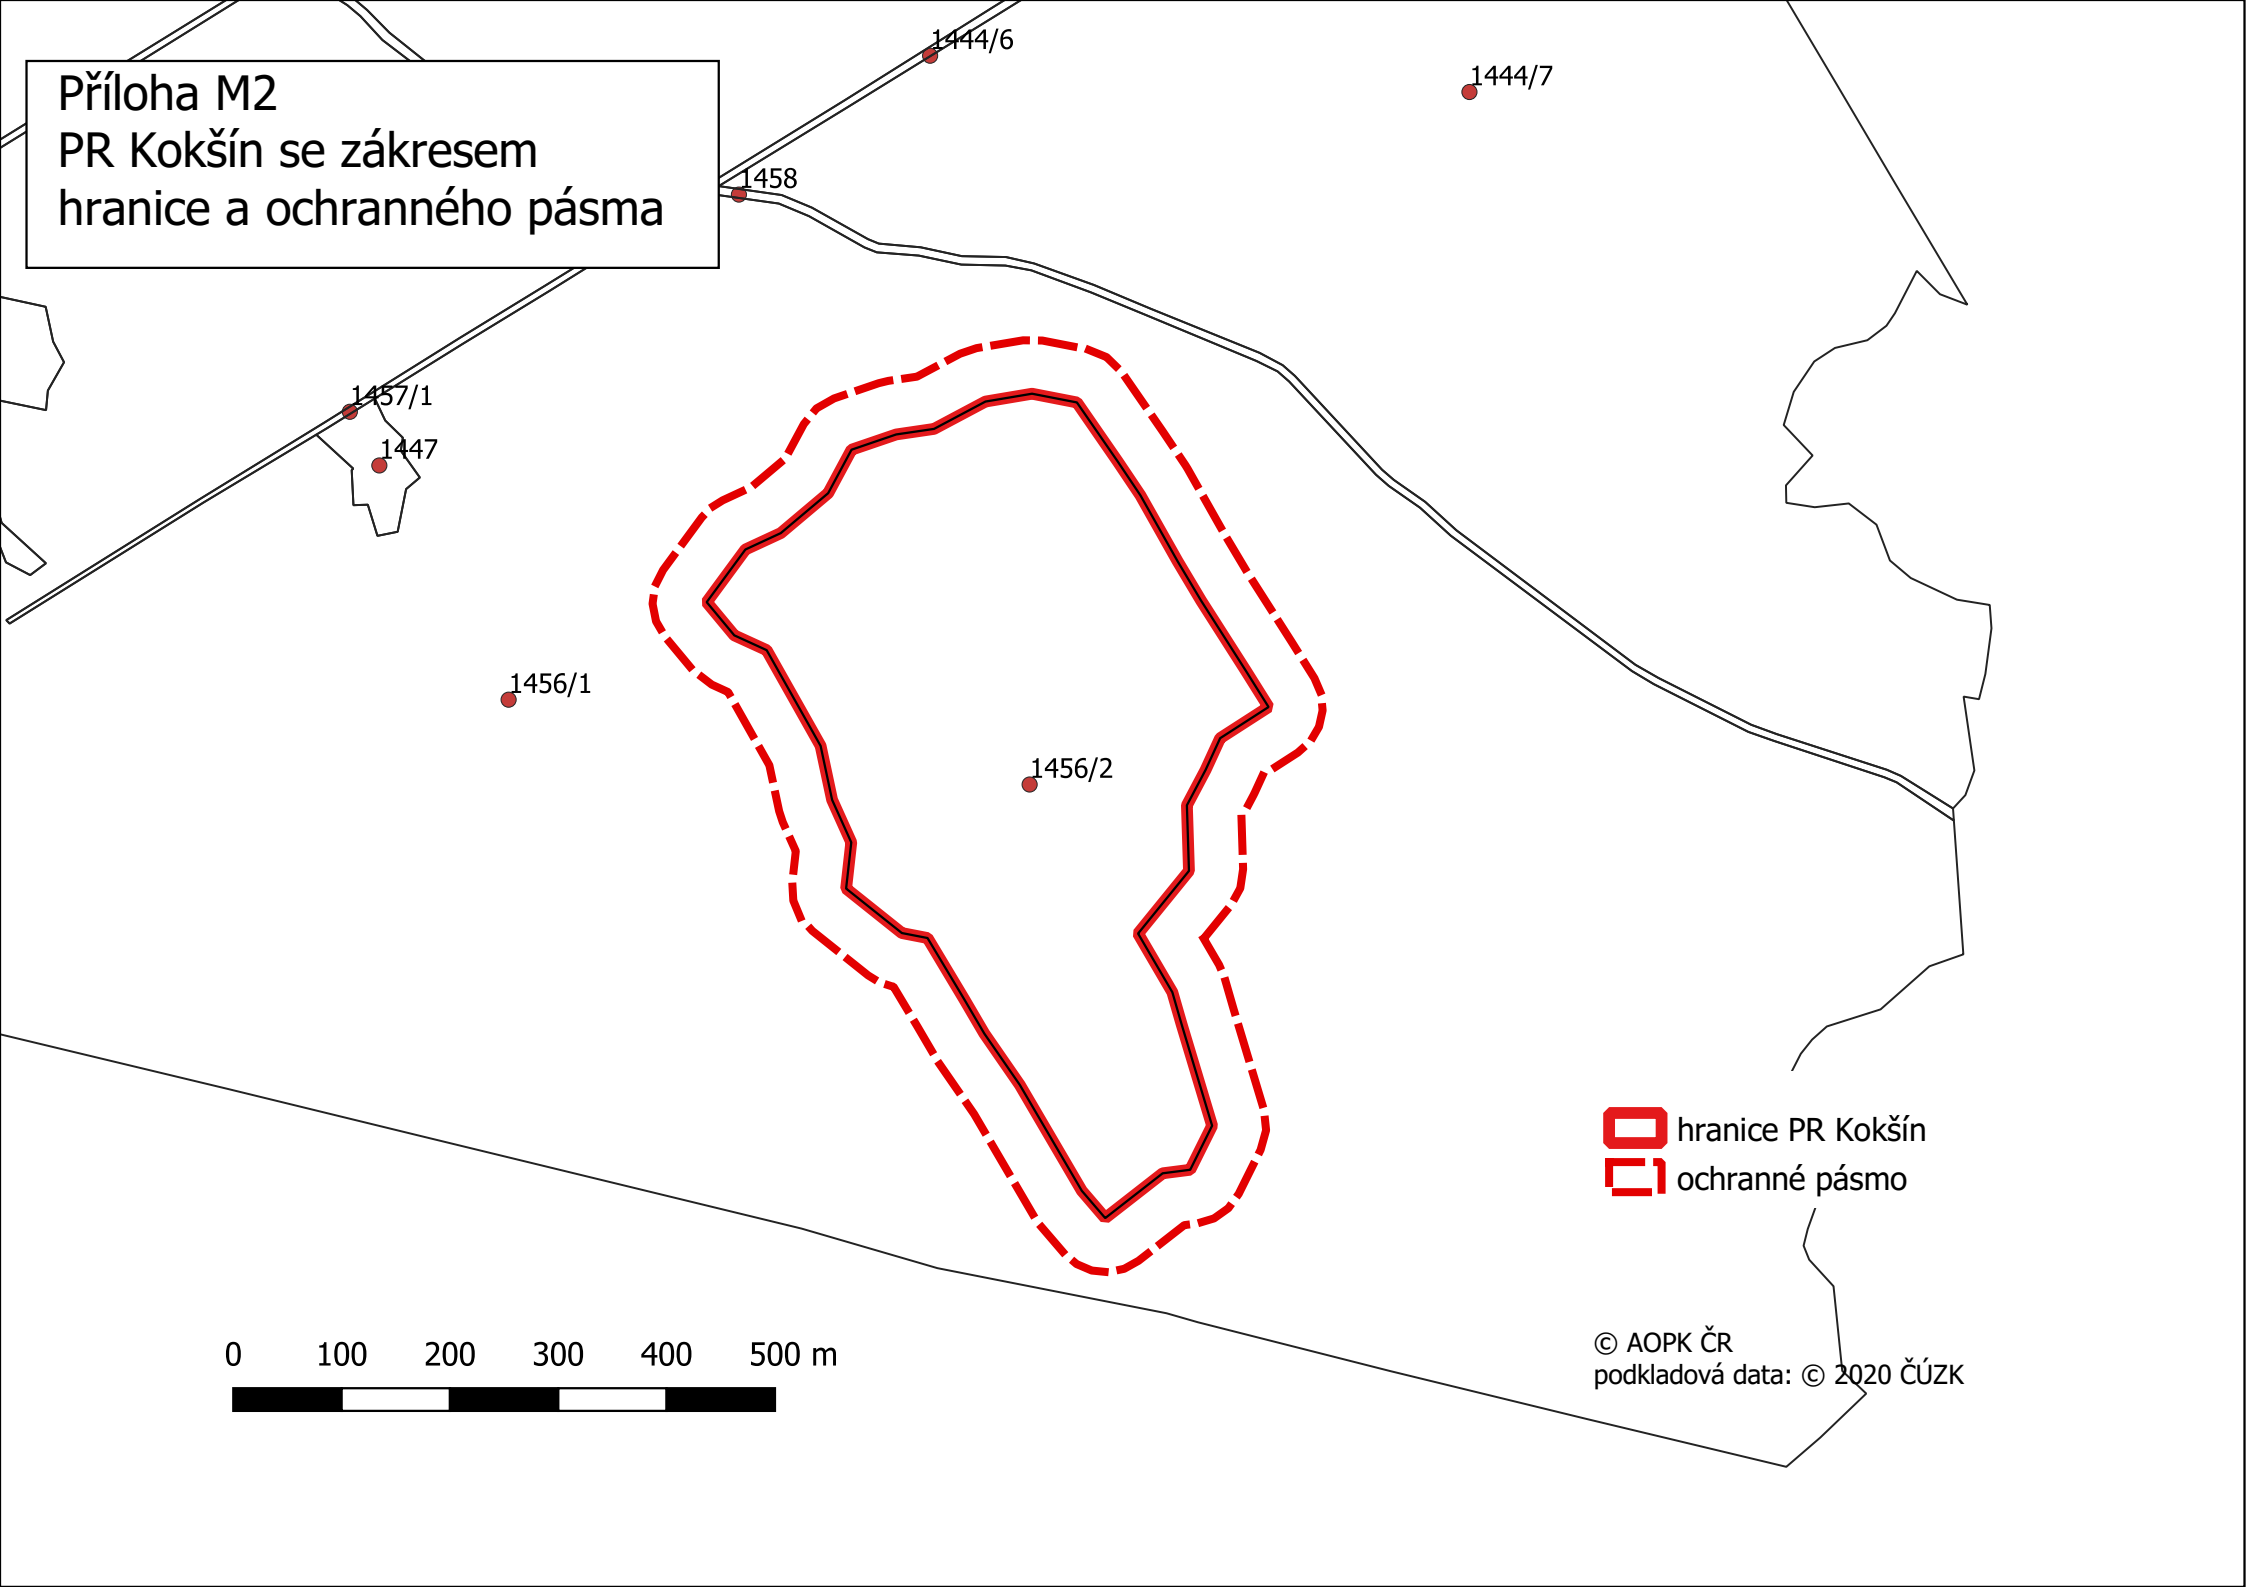 Příloha M2
PR Kokšín se zákresem
hranice a ochranného pásma
1444/6
1444/7
1458
1457/1
1447
1456/1
1456/2
hranice PR Kokšín
ochranné pásmo
0 100 200 300 400 500 m
© AOPK ČR
podkladová data: © 2020 ČÚZK